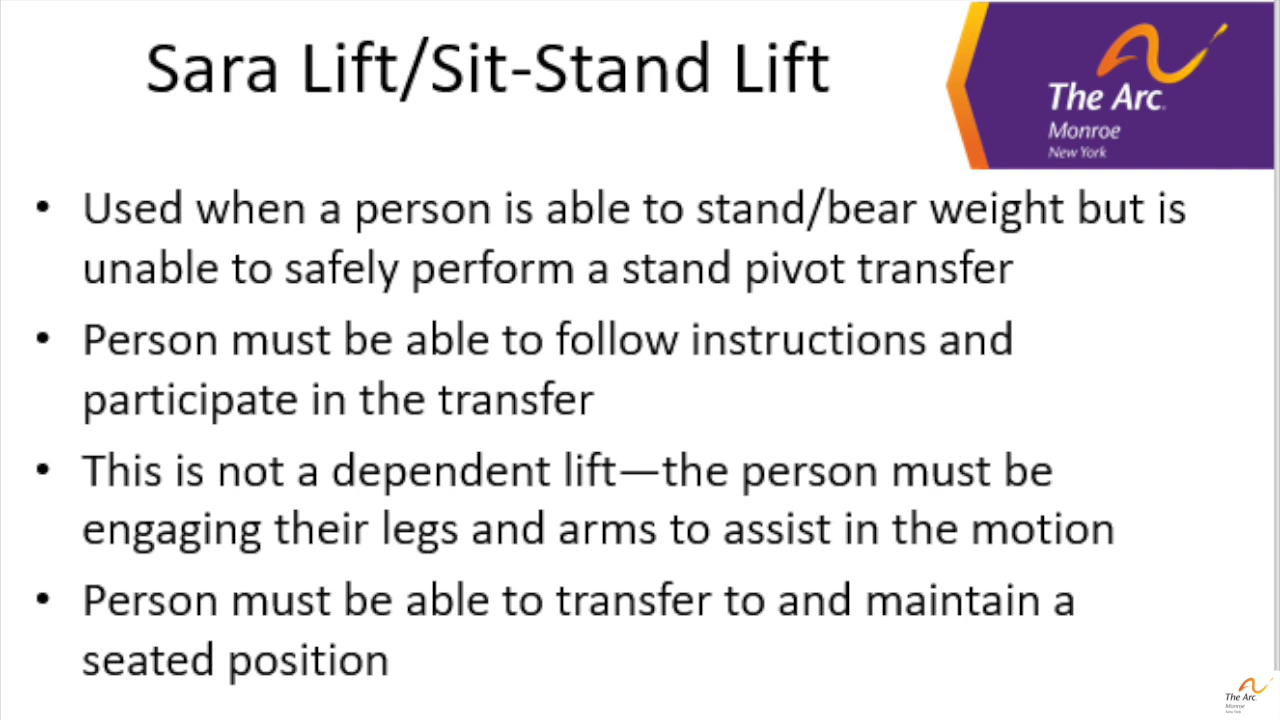 Sara Lift/Sit-Stand Lift
The Arc
Monroe
New York
• Used when a person is able to stand/bear weight but is
unable to safely perform a stand pivot transfer
• Person must be able to follow instructions and
participate in the transfer
• This is not a dependent lift—the person must be
engaging their legs and arms to assist in the motion
• Person must be able to transfer to and maintain a
seated position
The Arc
Monroe
New York